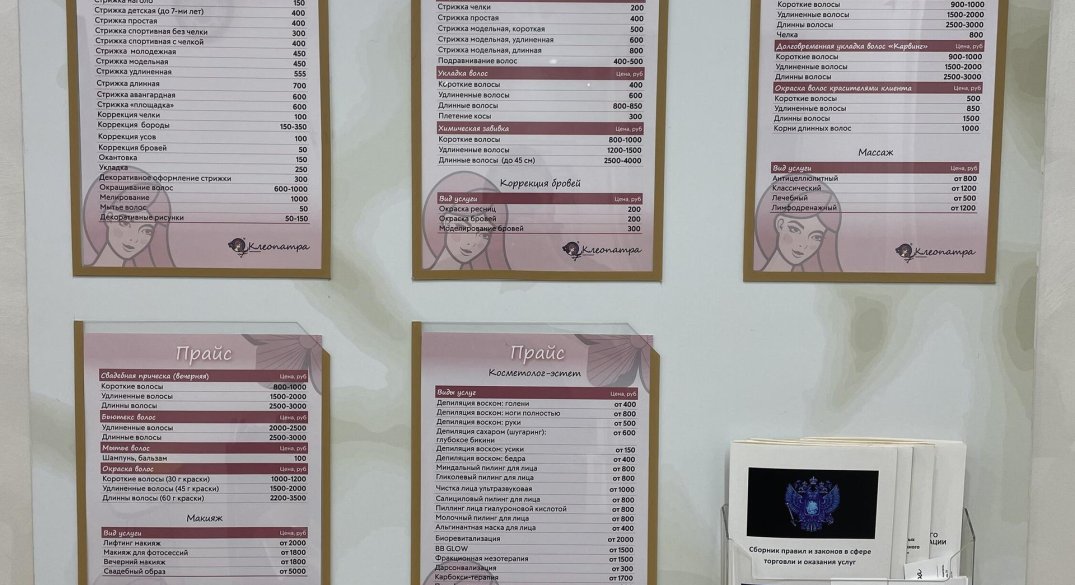 Стрижка наголо 150
Стрижка детская (до 7-ми лет) 400
Стрижка простая 400
Стрижка спортивная без челки 300
Стрижка спортивная с челкой 400
Стрижка молодежная 450
Стрижка модельная 450
Стрижка удлиненная 555
Стрижка длинная 700
Стрижка авангардная 600
Стрижка «площадка» 600
Коррекция челки 100
Коррекция бороды 150-350
Коррекция усов 100
Коррекция бровей 50
Окантовка 150
Укладка 250
Декоративное оформление стрижки 300
Окрашивание волос 600-1000
Мелирование 1000
Мытье волос 50
Декоративные рисунки 50-150
Клеопатра
Стрижка челки 200
Стрижка простая 400
Стрижка модельная, короткая 500
Стрижка модельная, удлиненная 600
Стрижка модельная, длинная 800
Подравнивание волос 400-500
Укладка волос Цена, руб
Короткие волосы 400
Удлиненные волосы 600
Длинные волосы 800-850
Плетение косы 300
Химическая завивка Цена, руб
Короткие волосы 800-1000
Удлиненные волосы 1200-1500
Длинные волосы (до 45 см) 2500-4000
Коррекция бровей
Вид услуги Цена, руб
Окраска ресниц 200
Окраска бровей 200
Моделирование бровей 300
Клеопатра
Короткие волосы 900-1000
Удлиненные волосы 1500-2000
Длинны волосы 2500-3000
Челка 800
Долговременная укладка волос «Карвинг» Цена, руб
Короткие волосы 900-1000
Удлиненные волосы 1500-2000
Длинны волосы 2500-3000
Окраска волос красителями клиента Цена, руб
Короткие волосы 500
Удлиненные волосы 850
Длинны волосы 1500
Корни длинных волос 1000
Массаж
Вид услуги Цена, руб
Антицеллюлитный от 800
Классический от 1200
Лечебный от 500
Лимфодренажный от 1200
Клеопатра
Прайс
Свадебная прическа (вечерняя) Цена, руб
Короткие волосы 800-1000
Удлиненные волосы 1500-2000
Длинны волосы 2500-3000
Бьютекс волос Цена, руб
Удлиненные волосы 2000-2500
Длинные волосы 2500-3000
Мытье волос Цена, руб
Шампунь, бальзам 100
Окраска волос Цена, руб
Короткие волосы (30 г краски) 1000-1200
Удлиненные волосы (45 г краски) 1500-2000
Длинны волосы (60 г краски) 2200-3500
Макияж
Вид услуги Цена, руб
Лифтинг макияж от 2000
Макияж для фотосессий от 1800
Вечерний макияж от 1800
Свадебный образ от 5000
Прайс
Косметолог-эстет
Виды услуг Цена, руб
Депиляция воском: голени от 400
Депиляция воском: ноги полностью от 800
Депиляция воском: руки от 500
Депиляция сахаром (шугаринг): от 600
глубокое бикини
Депиляция воском: усики от 150
Депиляция воском: бедра от 400
Миндальный пилинг для лица от 800
Гликолевый пилинг для лица от 800
Чистка лица ультразвуковая от 1000
Салициловый пилинг для лица от 800
Пиллинг лица гиалуроновой кислотой от 800
Молочный пилинг для лица от 800
Альгинантная маска для лица от 400
Биоревитализация от 2000
BB GLOW от 1500
Фракционная мезотерапия от 1500
Дарсонвализация от 300
Карбокси-терапия от 1700
Сборник правил и законов в сфере
торговли и оказания услуг